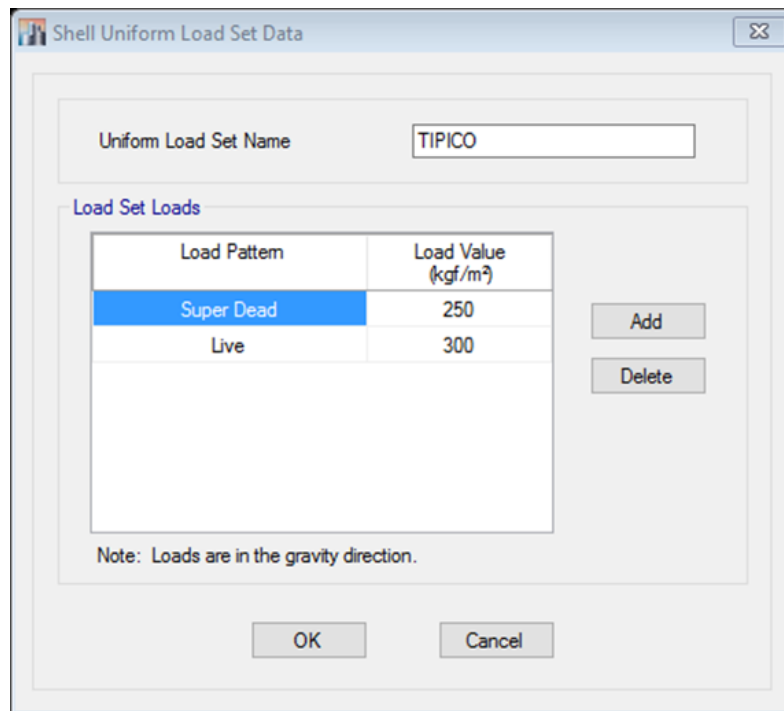 Shell Uniform Load Set Data
Uniform Load Set Name TIPICO
Load Set Loads
Load Pattern Load Value (kgf/m²)
Super Dead 250
Live 300
Add
Delete
Note: Loads are in the gravity direction.
OK Cancel